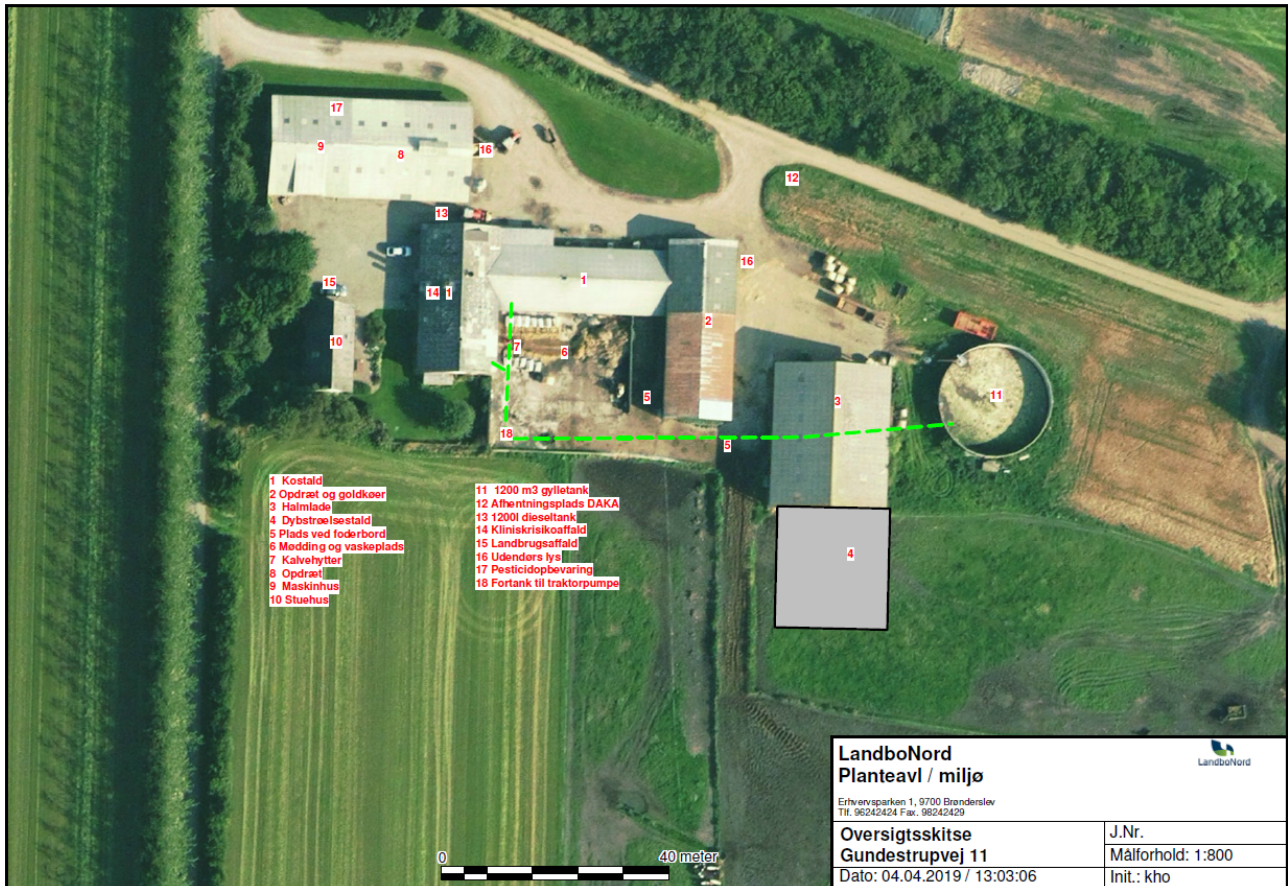 17
9
8
16
12
13
16
15
14
1
1
10
2
7
6
5
3
11
18
5
4
1 Kostald
2 Opdræt og goldkøer
3 Halmlade
4 Dybstrøelsestald
5 Plads ved foderbord
6 Mødding og vaskeplads
7 Kalvehytter
8 Opdræt
9 Maskinhus
10 Stuehus
11 1200 m3 gylletank
12 Afhentningsplads DAKA
13 1200l dieseltank
14 Kliniskrisikoaffald
15 Landbrugsaffald
16 Udendørs lys
17 Pesticidopbevaring
18 Fortank til traktorpumpe
0 40 meter
LandboNord
Planteavl / miljø
LandboNord
Erhvervsparken 1, 9700 Brønderslev
Tlf. 96242424 Fax. 98242429
Oversigtsskitse
Gundestrupvej 11
J.Nr.
Målforhold: 1:800
Dato: 04.04.2019 / 13:03:06
Init.: kho